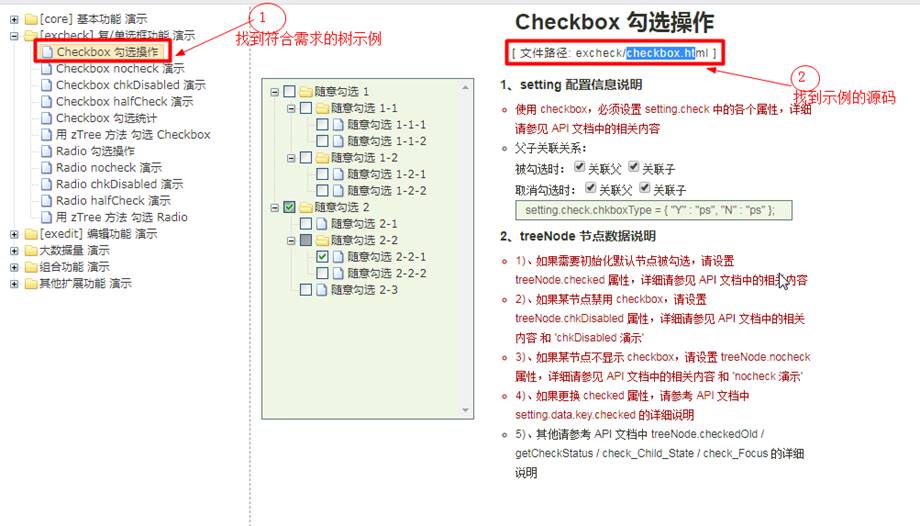 [core] 基本功能 演示
[excheck] 复/单选框功能 演示
Checkbox 勾选操作
Checkbox nocheck 演示
Checkbox chkDisabled 演示
Checkbox halfCheck 演示
Checkbox 勾选统计
用 zTree 方法 勾选 Checkbox
Radio 勾选操作
Radio nocheck 演示
Radio chkDisabled 演示
Radio halfCheck 演示
用 zTree 方法 勾选 Radio
[exedit] 编辑功能 演示
大数据量 演示
组合功能 演示
其他扩展功能 演示
1
找到符合需求的树示例
随意勾选 1
随意勾选 1-1
随意勾选 1-1-1
随意勾选 1-1-2
随意勾选 1-2
随意勾选 1-2-1
随意勾选 1-2-2
随意勾选 2
随意勾选 2-1
随意勾选 2-2
随意勾选 2-2-1
随意勾选 2-2-2
随意勾选 2-3
Checkbox 勾选操作
[ 文件路径: excheck/checkbox.html ]
2
找到示例的源码
1、setting 配置信息说明
使用 checkbox，必须设置 setting.check 中的各个属性，详细
请参见 API 文档中的相关内容
父子关联关系：
被勾选时： 关联父 关联子
取消勾选时： 关联父 关联子
setting.check.chkboxType = { "Y" : "ps", "N" : "ps" };
2、treeNode 节点数据说明
1)、如果需要初始化默认节点被勾选，请设置
treeNode.checked 属性，详细请参见 API 文档中的相关内容
2)、如果某节点禁用 checkbox，请设置
treeNode.chkDisabled 属性，详细请参见 API 文档中的相关
内容 和 'chkDisabled 演示'
3)、如果某节点不显示 checkbox，请设置 treeNode.nocheck
属性，详细请参见 API 文档中的相关内容 和 'nocheck 演示'
4)、如果更换 checked 属性，请参考 API 文档中
setting.data.key.checked 的详细说明
5)、其他请参考 API 文档中 treeNode.checkedOld /
getCheckStatus / check_Child_State / check_Focus 的详细
说明